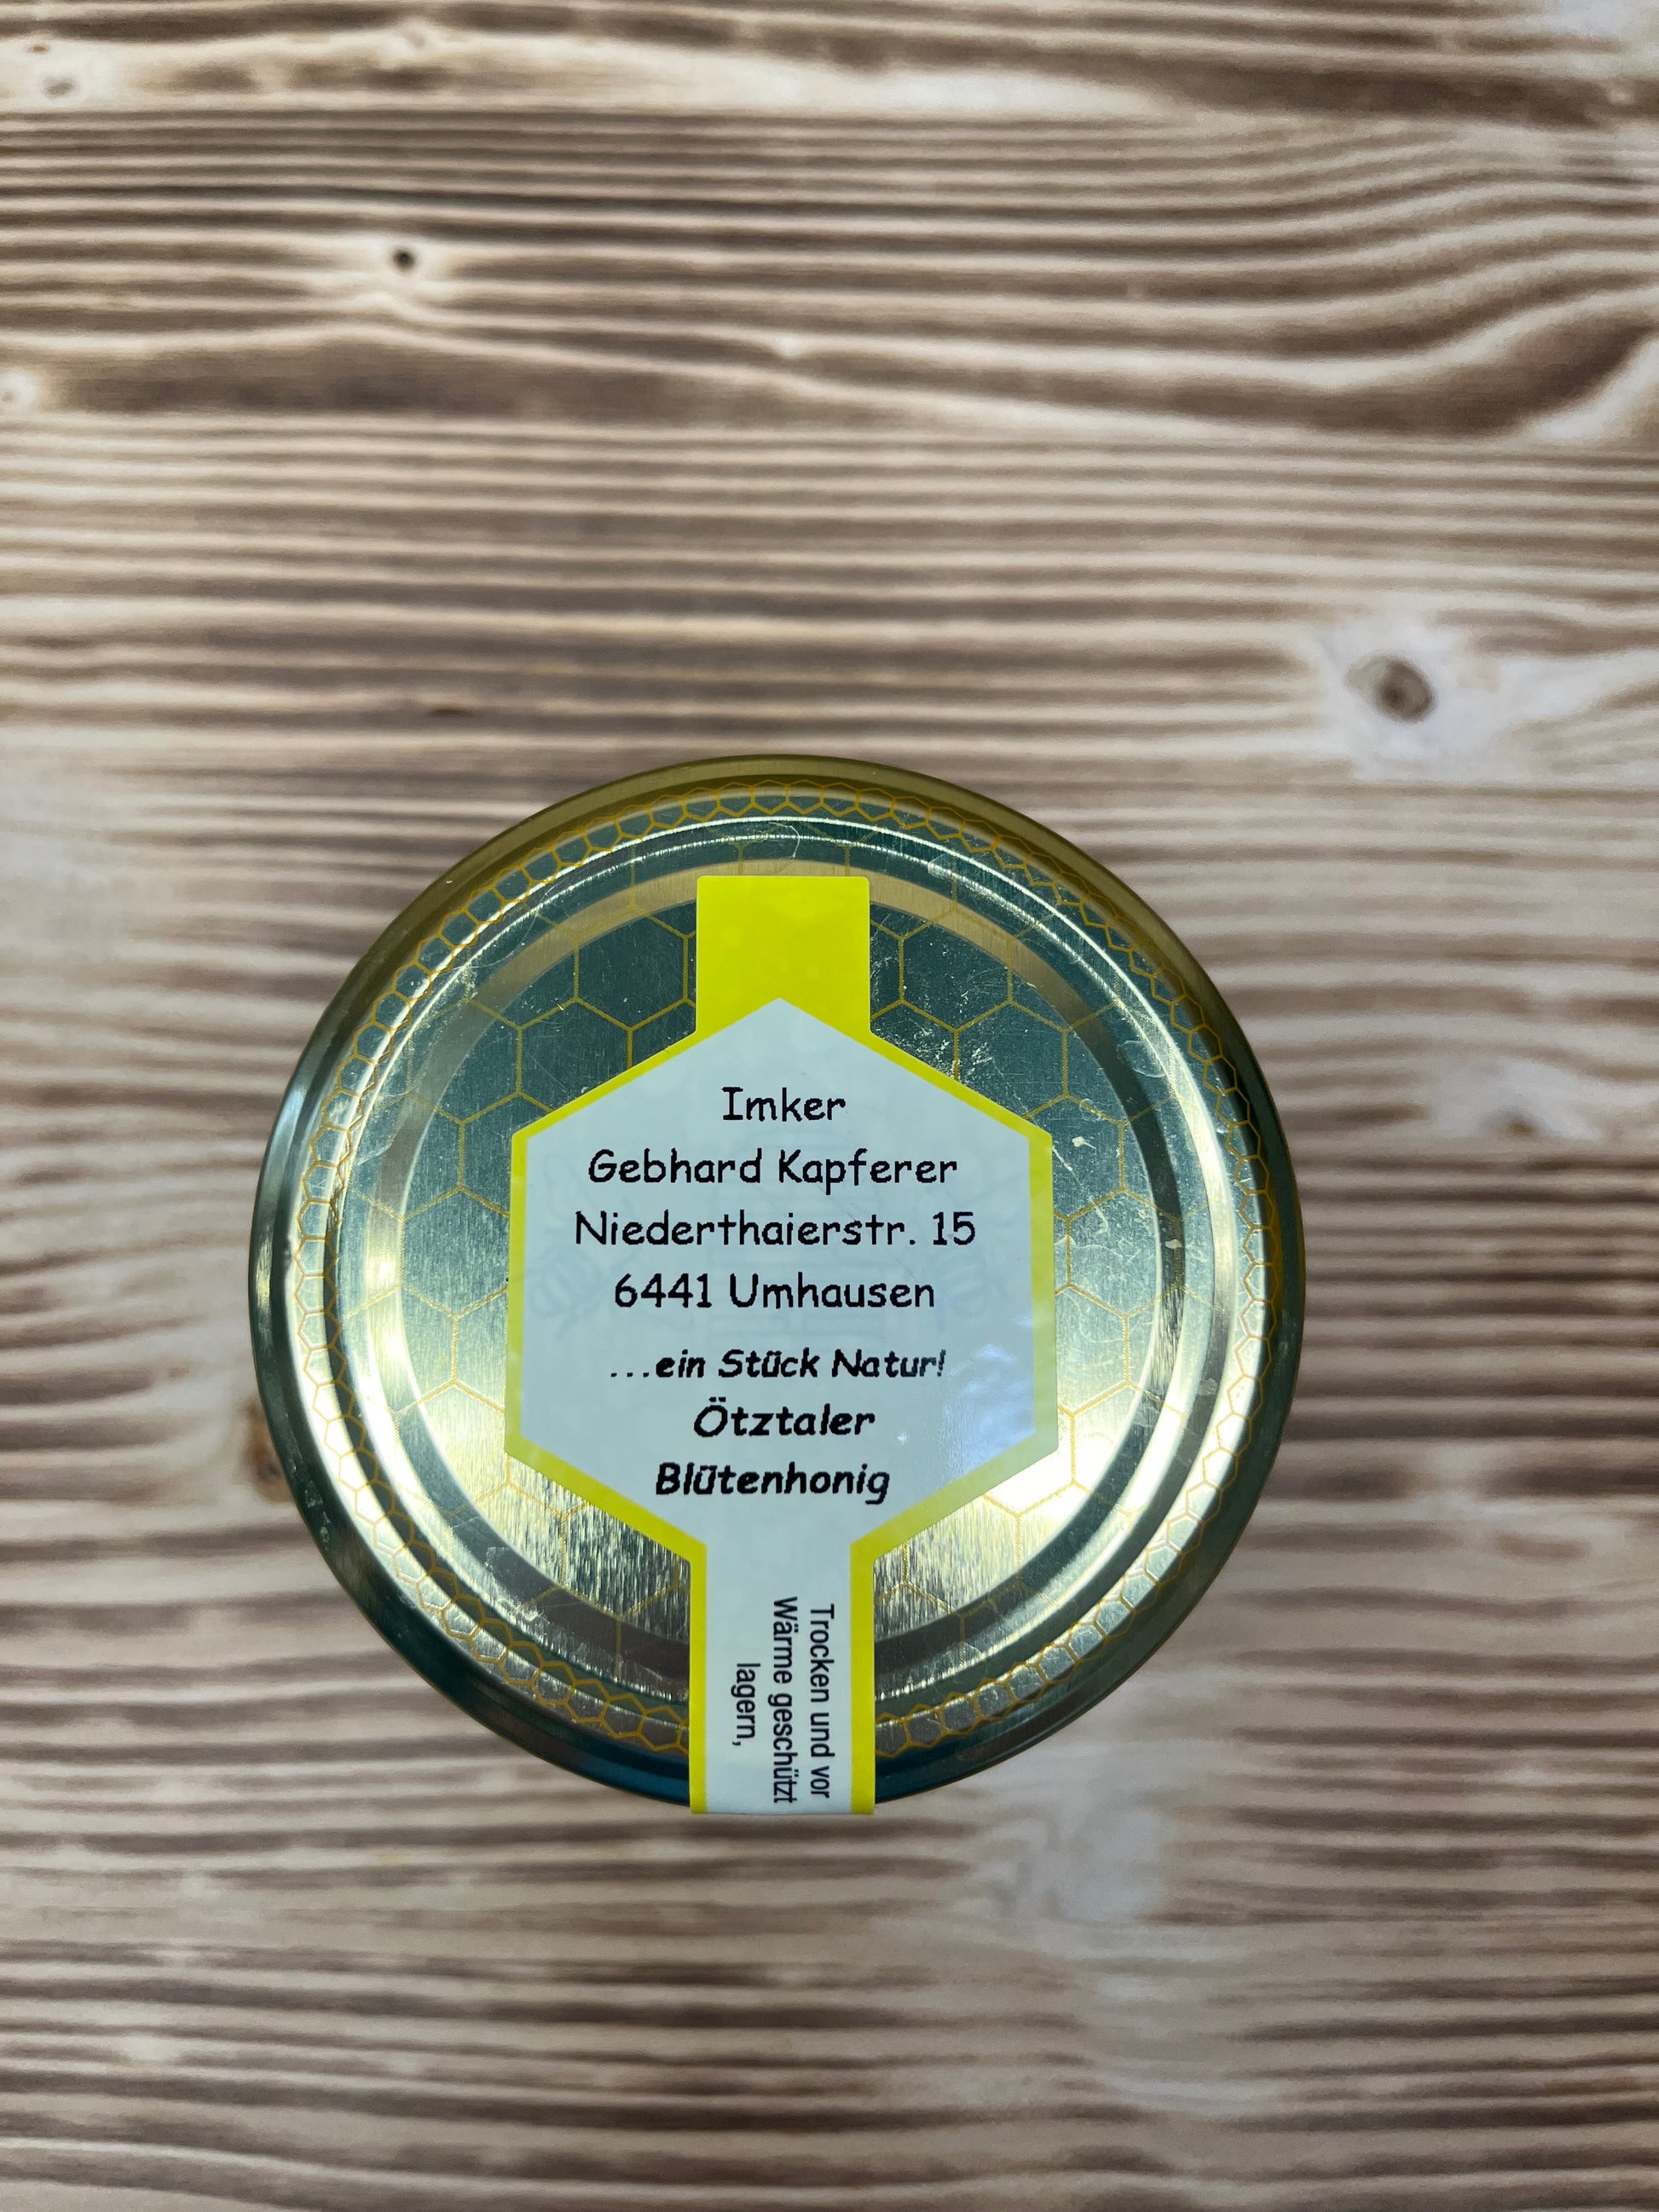 Imker
Gebhard Kapferer
Niederthaierstr. 15
6441 Umhausen
...ein Stück Natur!
Ötztaler
Blütenhonig
Trocken und vor
Wärme geschützt
lagern,